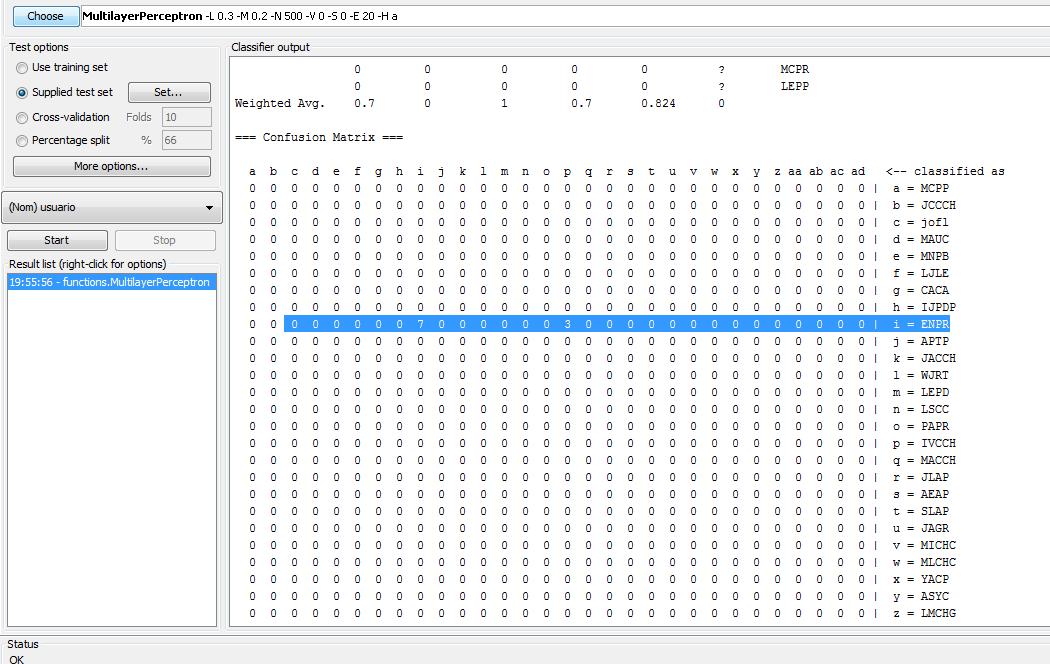 Choose MultilayerPerceptron -L 0.3 -M 0.2 -N 500 -V 0 -S 0 -E 20 -H a
Test options
Use training set
Supplied test set Set...
Cross-validation Folds 10
Percentage split % 66
More options...
(Nom) usuario
Start Stop
Result list (right-click for options)
19:55:56 - functions.MultilayerPerceptron
Classifier output
0 0 0 0 0 ? MCPR
0 0 0 0 0 ? LEPP
Weighted Avg. 0.7 0 1 0.7 0.824 0
=== Confusion Matrix ===
a b c d e f g h i j k l m n o p q r s t u v w x y z aa ab ac ad <-- classified as
0 0 0 0 0 0 0 0 0 0 0 0 0 0 0 0 0 0 0 0 0 0 0 0 0 0 0 0 0 0 | a = MCPP
0 0 0 0 0 0 0 0 0 0 0 0 0 0 0 0 0 0 0 0 0 0 0 0 0 0 0 0 0 0 | b = JCCCH
0 0 0 0 0 0 0 0 0 0 0 0 0 0 0 0 0 0 0 0 0 0 0 0 0 0 0 0 0 0 | c = jofl
0 0 0 0 0 0 0 0 0 0 0 0 0 0 0 0 0 0 0 0 0 0 0 0 0 0 0 0 0 0 | d = MAUC
0 0 0 0 0 0 0 0 0 0 0 0 0 0 0 0 0 0 0 0 0 0 0 0 0 0 0 0 0 0 | e = MNPB
0 0 0 0 0 0 0 0 0 0 0 0 0 0 0 0 0 0 0 0 0 0 0 0 0 0 0 0 0 0 | f = LJLE
0 0 0 0 0 0 0 0 0 0 0 0 0 0 0 0 0 0 0 0 0 0 0 0 0 0 0 0 0 0 | g = CACA
0 0 0 0 0 0 0 0 0 0 0 0 0 0 0 0 0 0 0 0 0 0 0 0 0 0 0 0 0 0 | h = IJPDP
0 0 0 0 0 0 0 0 7 0 0 0 0 0 0 3 0 0 0 0 0 0 0 0 0 0 0 0 0 0 | i = ENPR
0 0 0 0 0 0 0 0 0 0 0 0 0 0 0 0 0 0 0 0 0 0 0 0 0 0 0 0 0 0 | j = APTP
0 0 0 0 0 0 0 0 0 0 0 0 0 0 0 0 0 0 0 0 0 0 0 0 0 0 0 0 0 0 | k = JACCH
0 0 0 0 0 0 0 0 0 0 0 0 0 0 0 0 0 0 0 0 0 0 0 0 0 0 0 0 0 0 | l = WJRT
0 0 0 0 0 0 0 0 0 0 0 0 0 0 0 0 0 0 0 0 0 0 0 0 0 0 0 0 0 0 | m = LEPD
0 0 0 0 0 0 0 0 0 0 0 0 0 0 0 0 0 0 0 0 0 0 0 0 0 0 0 0 0 0 | n = LSCC
0 0 0 0 0 0 0 0 0 0 0 0 0 0 0 0 0 0 0 0 0 0 0 0 0 0 0 0 0 0 | o = PAPR
0 0 0 0 0 0 0 0 0 0 0 0 0 0 0 0 0 0 0 0 0 0 0 0 0 0 0 0 0 0 | p = IVCCH
0 0 0 0 0 0 0 0 0 0 0 0 0 0 0 0 0 0 0 0 0 0 0 0 0 0 0 0 0 0 | q = MACCH
0 0 0 0 0 0 0 0 0 0 0 0 0 0 0 0 0 0 0 0 0 0 0 0 0 0 0 0 0 0 | r = JLAP
0 0 0 0 0 0 0 0 0 0 0 0 0 0 0 0 0 0 0 0 0 0 0 0 0 0 0 0 0 0 | s = AEAP
0 0 0 0 0 0 0 0 0 0 0 0 0 0 0 0 0 0 0 0 0 0 0 0 0 0 0 0 0 0 | t = SLAP
0 0 0 0 0 0 0 0 0 0 0 0 0 0 0 0 0 0 0 0 0 0 0 0 0 0 0 0 0 0 | u = JAGR
0 0 0 0 0 0 0 0 0 0 0 0 0 0 0 0 0 0 0 0 0 0 0 0 0 0 0 0 0 0 | v = MICHC
0 0 0 0 0 0 0 0 0 0 0 0 0 0 0 0 0 0 0 0 0 0 0 0 0 0 0 0 0 0 | w = MLCHC
0 0 0 0 0 0 0 0 0 0 0 0 0 0 0 0 0 0 0 0 0 0 0 0 0 0 0 0 0 0 | x = YACP
0 0 0 0 0 0 0 0 0 0 0 0 0 0 0 0 0 0 0 0 0 0 0 0 0 0 0 0 0 0 | y = ASYC
0 0 0 0 0 0 0 0 0 0 0 0 0 0 0 0 0 0 0 0 0 0 0 0 0 0 0 0 0 0 | z = LMCHG
Status
OK